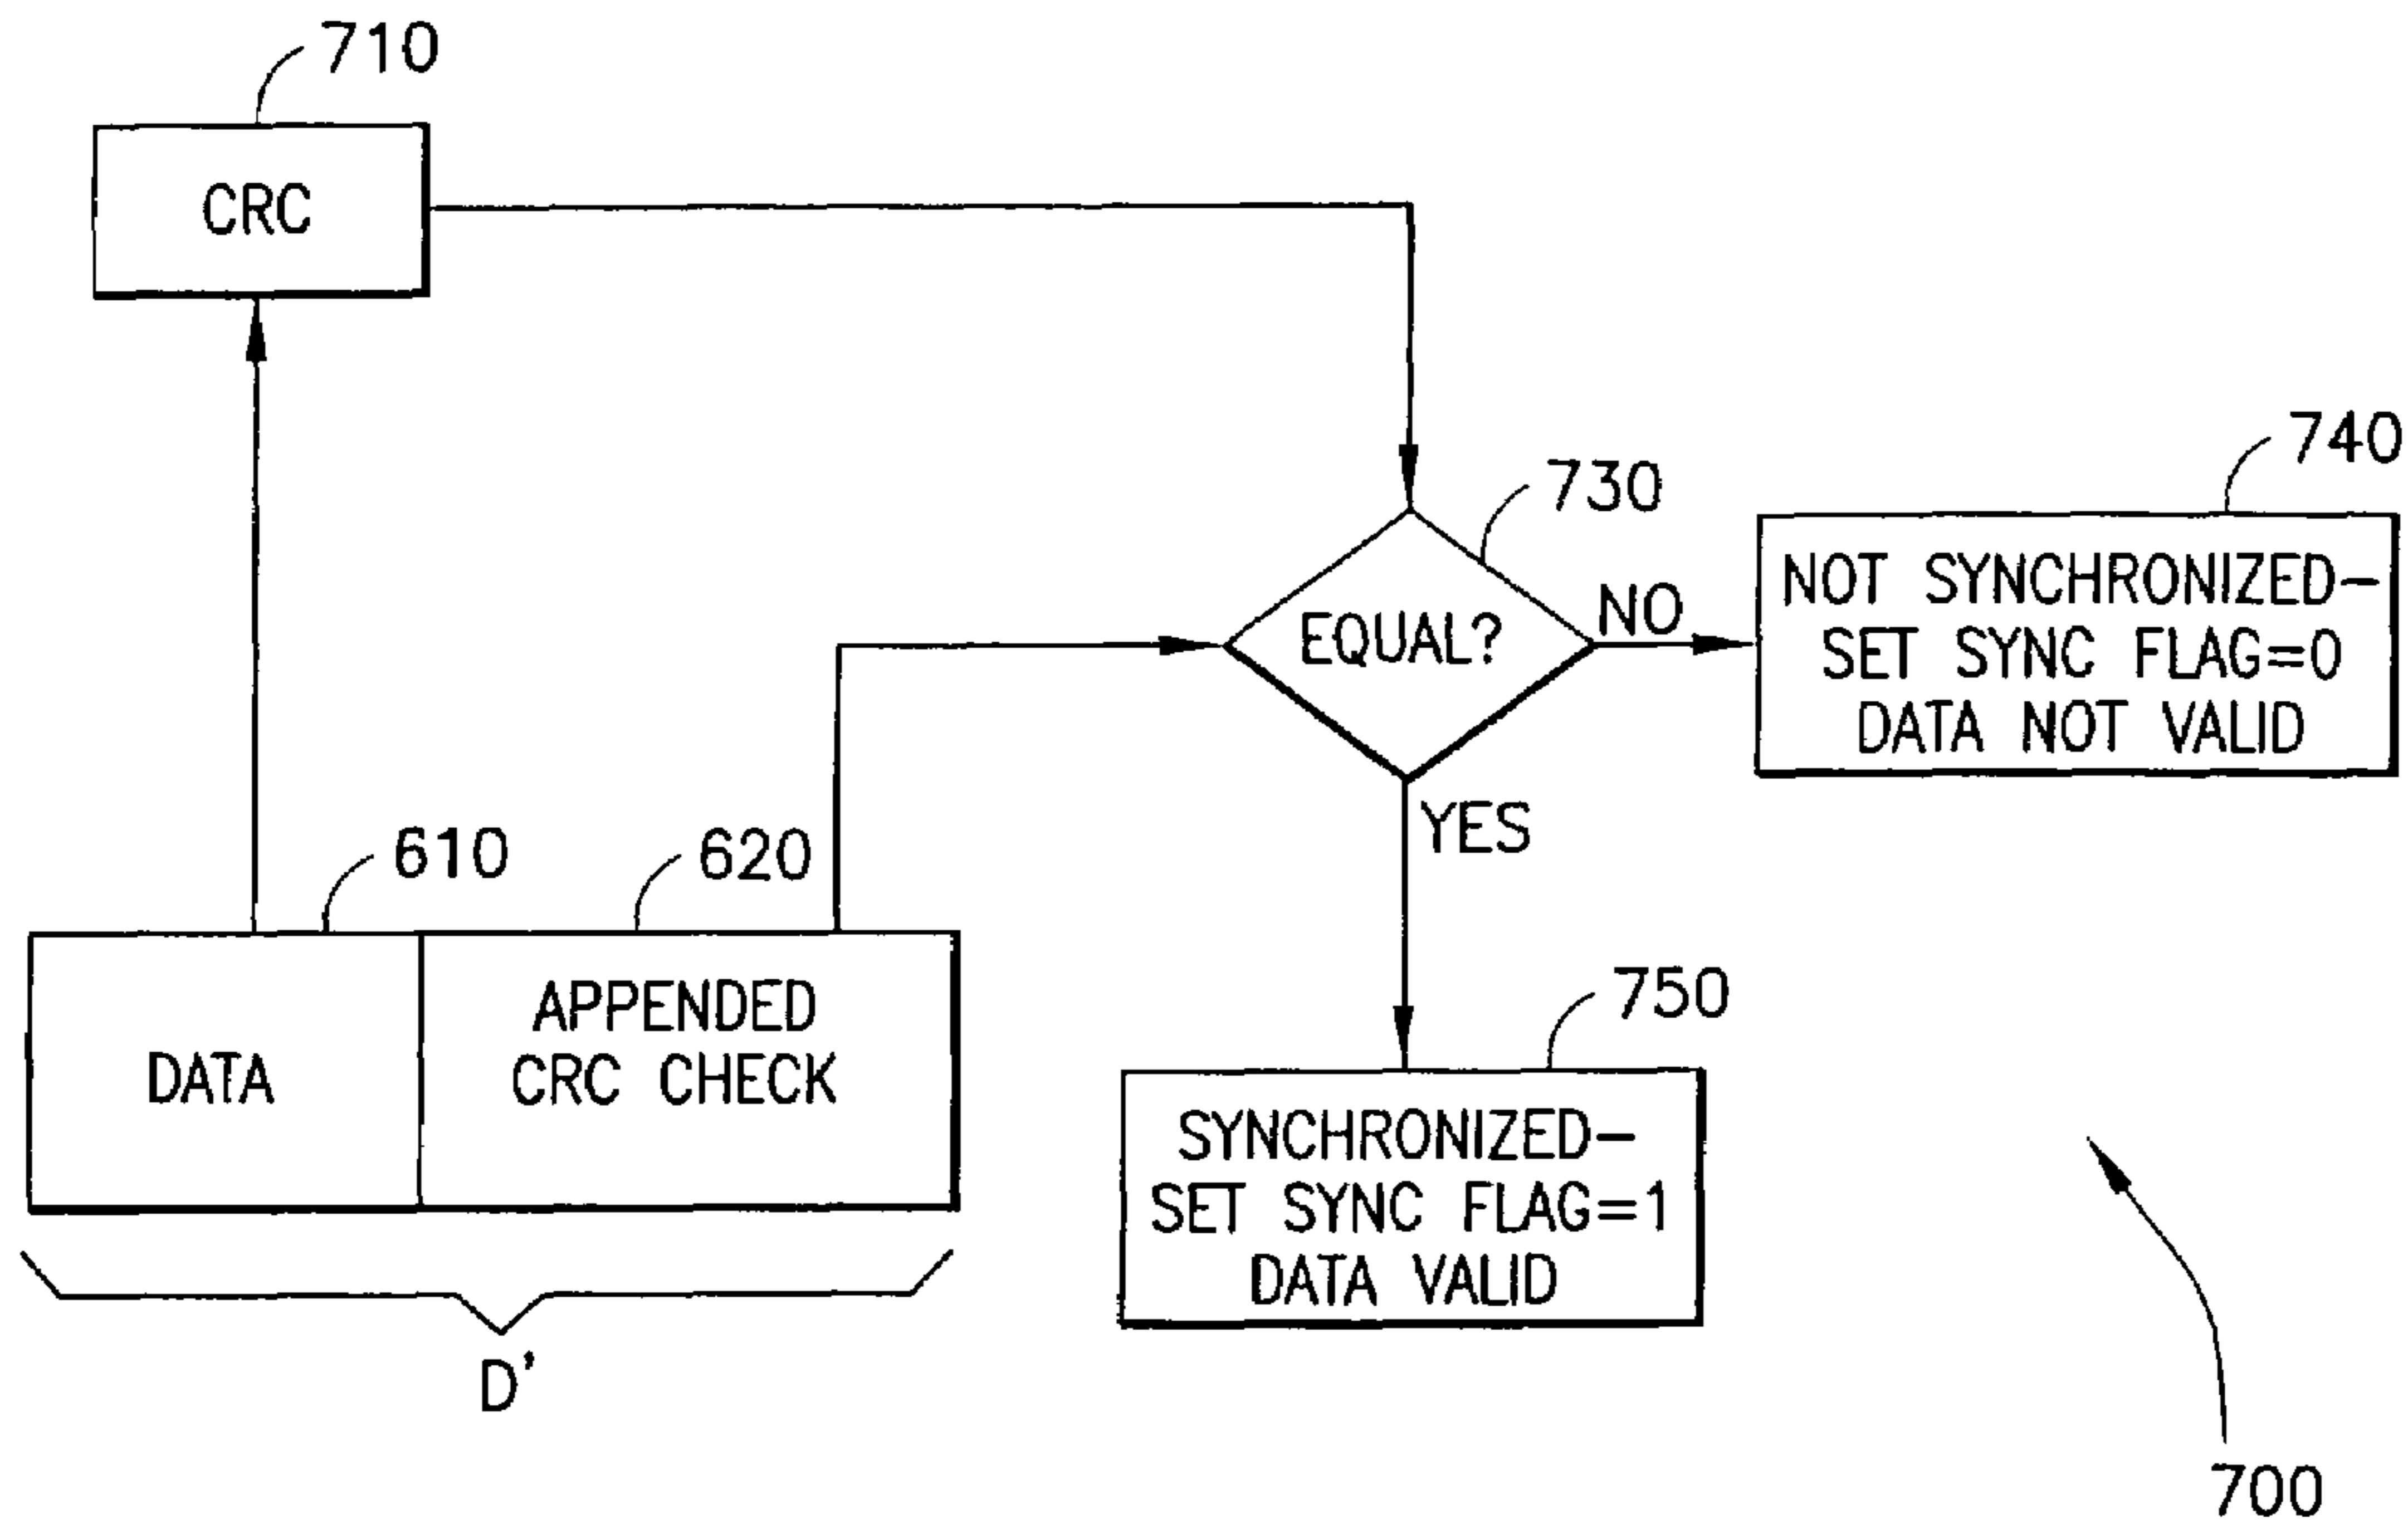 710
CRC
740
730
NOT SYNCHRONIZED-
SET SYNC FLAG=0
DATA NOT VALID
NO
EQUAL?
YES
610
620
DATA
APPENDED
CRC CHECK
750
SYNCHRONIZED-
SET SYNC FLAG=1
DATA VALID
D'
700